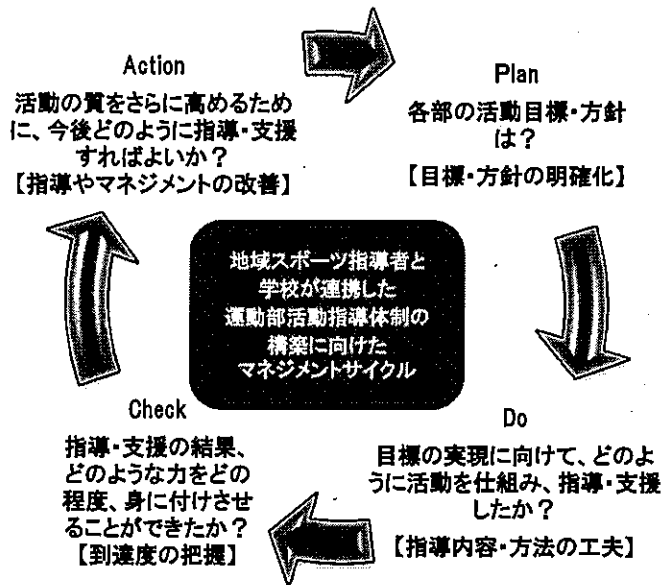 Action
活動の質をさらに高めるため
に、今後どのように指導・支援
すればよいか?
【指導やマネジメントの改善】
Plan
各部の活動目標・方針
は?
【目標・方針の明確化】
地域スポーツ指導者と
学校が連携した
運動部活動指導体制の
構築に向けた
マネジメントサイクル
Do
目標の実現に向けて、どのよ
うに活動を仕組み、指導・支援
したか?
【指導内容・方法の工夫】
Check
指導・支援の結果、
どのような力をどの
程度、身に付けさせ
ることができたか?
【到達度の把握】